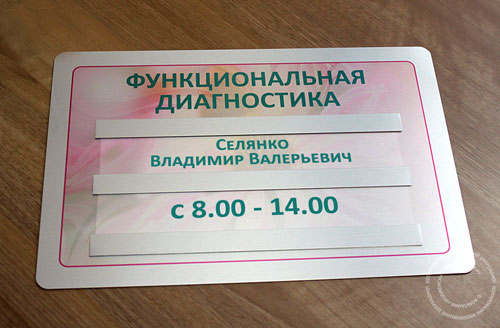 ФУНКЦИОНАЛЬНАЯ
ДИАГНОСТИКА
СЕЛЯНКО
ВЛАДИМИР ВАЛЕРЬЕВИЧ
с 8.00 - 14.00